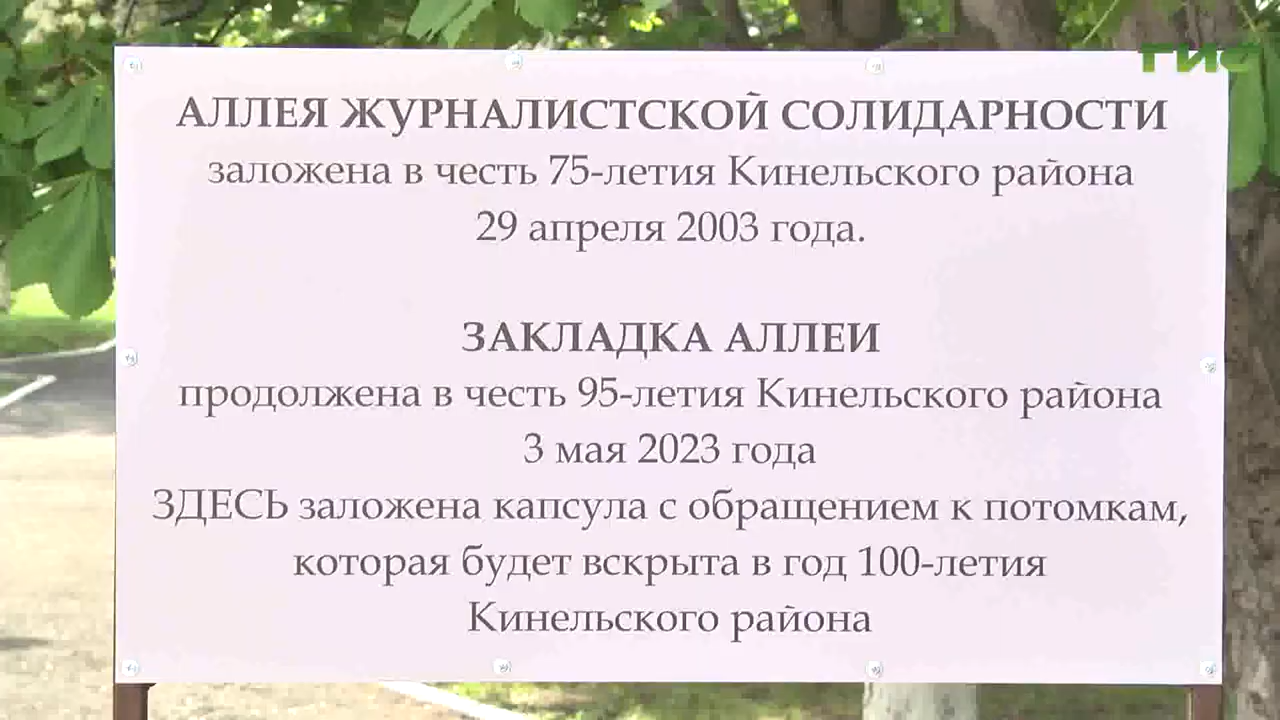 ГИС
АЛЛЕЯ ЖУРНАЛИСТСКОЙ СОЛИДАРНОСТИ
заложена в честь 75-летия Кинельского района
29 апреля 2003 года.
ЗАКЛАДКА АЛЛЕИ
продолжена в честь 95-летия Кинельского района
3 мая 2023 года
ЗДЕСЬ заложена капсула с обращением к потомкам,
которая будет вскрыта в год 100-летия
Кинельского района